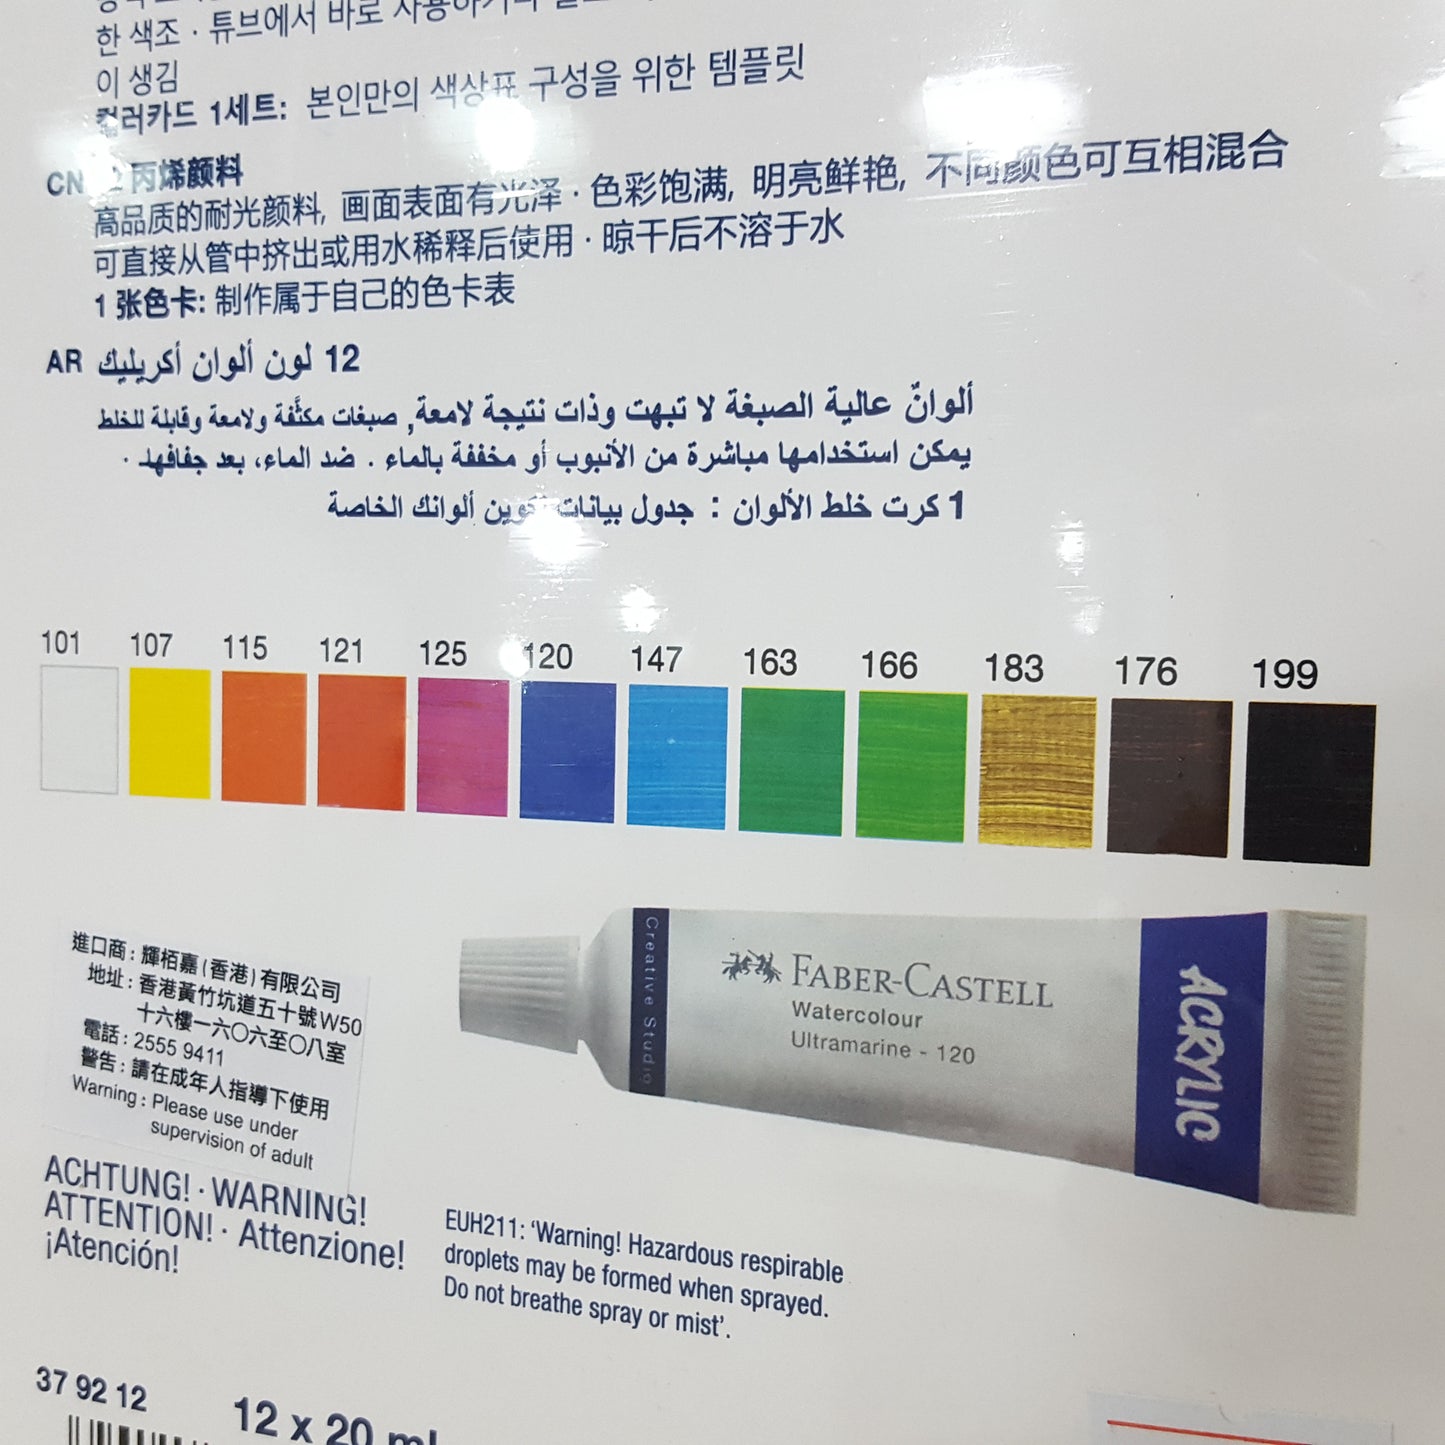 한 색조 · 튜브에서 바로 사용하거나
이 생김
컬러카드 1세트: 본인만의 색상표 구성을 위한 템플릿
CN 12 丙烯颜料
高品质的耐光颜料, 画面表面有光泽 · 色彩饱满, 明亮鲜艳, 不同颜色可互相混合
可直接从管中挤出或用水稀释后使用 · 晾干后不溶于水
1 张色卡: 制作属于自己的色卡表
AR 12 لون ألوان أكريليك
ألوانٌ عالية الصبغة لا تبهت وذات نتيجة لامعة, صبغات مكثَّفة ولامعة وقابلة للخلط
يمكن استخدامها مباشرة من الأنبوب أو مخففة بالماء . ضد الماء، بعد جفافهـ .
1 كرت خلط الألوان : جدول بيانات تكوين ألوانك الخاصة
101 107 115 121 125 120 147 163 166 183 176 199
進口商 : 輝栢嘉 (香港) 有限公司
地址 : 香港黃竹坑道五十號W50
十六樓一六〇六至〇八室
電話 : 2555 9411
警告 : 請在成年人指導下使用
Warning : Please use under
supervision of adult
Creative Studio
FABER-CASTELL
Watercolour
Ultramarine - 120
ACRYLIC
ACHTUNG! · WARNING!
ATTENTION! · Attenzione!
¡Atención!
EUH211: ‘Warning! Hazardous respirable
droplets may be formed when sprayed.
Do not breathe spray or mist’.
37 92 12
12 x 20 ml